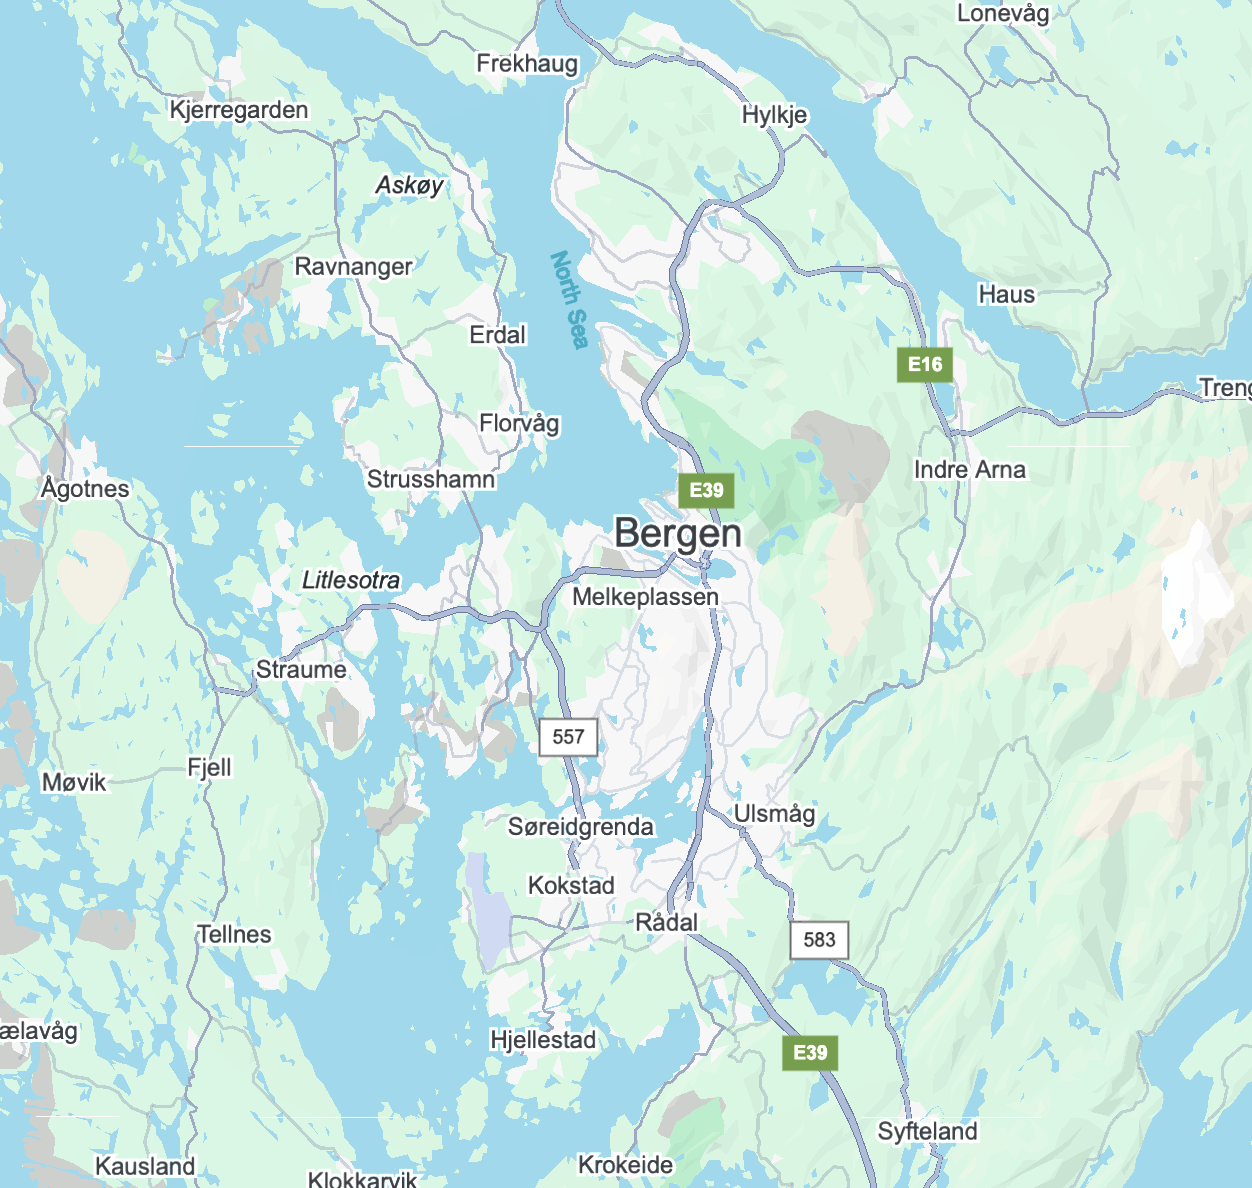 Lonevåg
Frekhaug
Kjerregarden
Hylkje
Askøy
North Sea
Ravnanger
Haus
Erdal
E16
Treng
Florvåg
Indre Arna
Strusshamn
Ågotnes
E39
Bergen
Litlesotra
Melkeplassen
Straume
557
Fjell
Møvik
Ulsmåg
Søreidgrenda
Kokstad
Rådal
Tellnes
583
ælavåg
Hjellestad
E39
Syfteland
Kausland
Krokeide
Klokkarvik